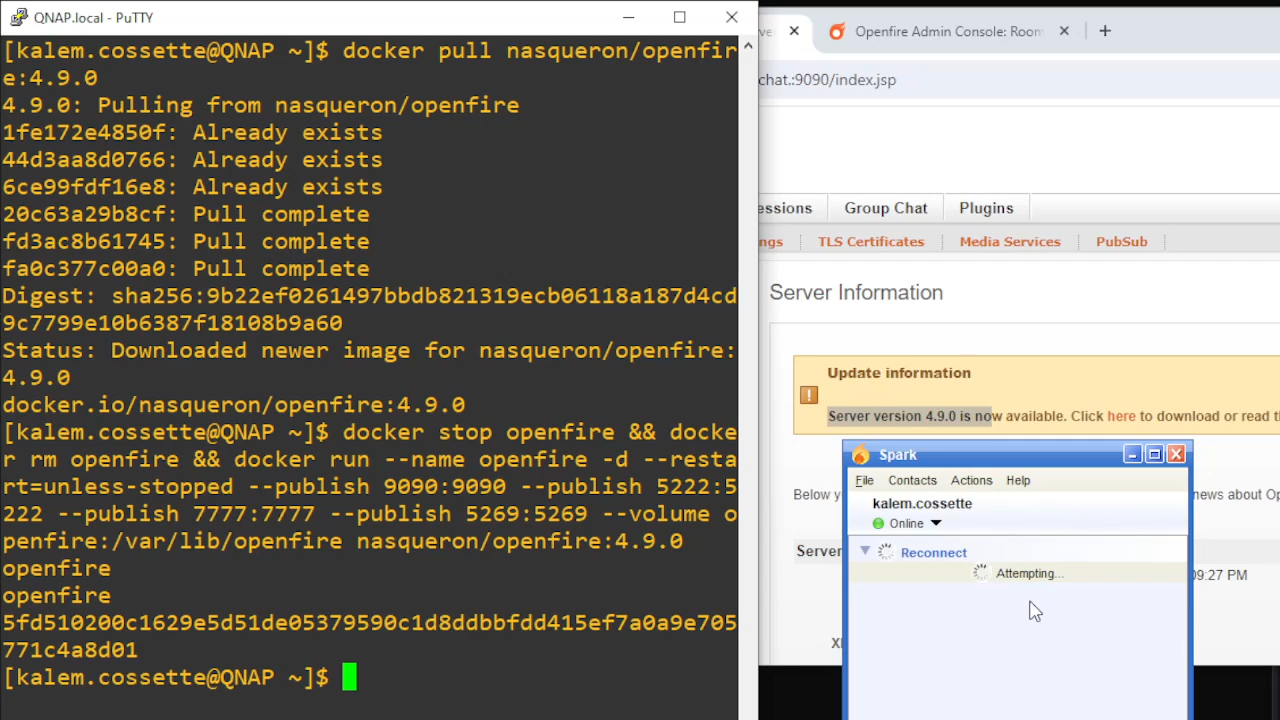 QNAP.local - PuTTY
[kalem.cossette@QNAP ~]$ docker pull nasqueron/openfir
e:4.9.0
4.9.0: Pulling from nasqueron/openfire
1fe172e4850f: Already exists
44d3aa8d0766: Already exists
6ce99fdf16e8: Already exists
20c63a29b8cf: Pull complete
fd3ac8b61745: Pull complete
fa0c377c00a0: Pull complete
Digest: sha256:9b22ef0261497bbdb821319ecb06118a187d4cd
9c7799e10b6387f18108b9a60
Status: Downloaded newer image for nasqueron/openfire:
4.9.0
docker.io/nasqueron/openfire:4.9.0
[kalem.cossette@QNAP ~]$ docker stop openfire && docke
r rm openfire && docker run --name openfire -d --resta
rt=unless-stopped --publish 9090:9090 --publish 5222:5
222 --publish 7777:7777 --publish 5269:5269 --volume o
penfire:/var/lib/openfire nasqueron/openfire:4.9.0
openfire
openfire
5fd510200c1629e5d51de05379590c1d8ddbbfdd415ef7a0a9e705
771c4a8d01
[kalem.cossette@QNAP ~]$
Openfire Admin Console: Room
chat.:9090/index.jsp
essions Group Chat Plugins
ngs TLS Certificates Media Services PubSub
Server Information
Update information
Server version 4.9.0 is now available. Click here to download or read th
Below y
news about Op
Server
09:27 PM
Spark
File Contacts Actions Help
kalem.cossette
Online
Reconnect
Attempting...